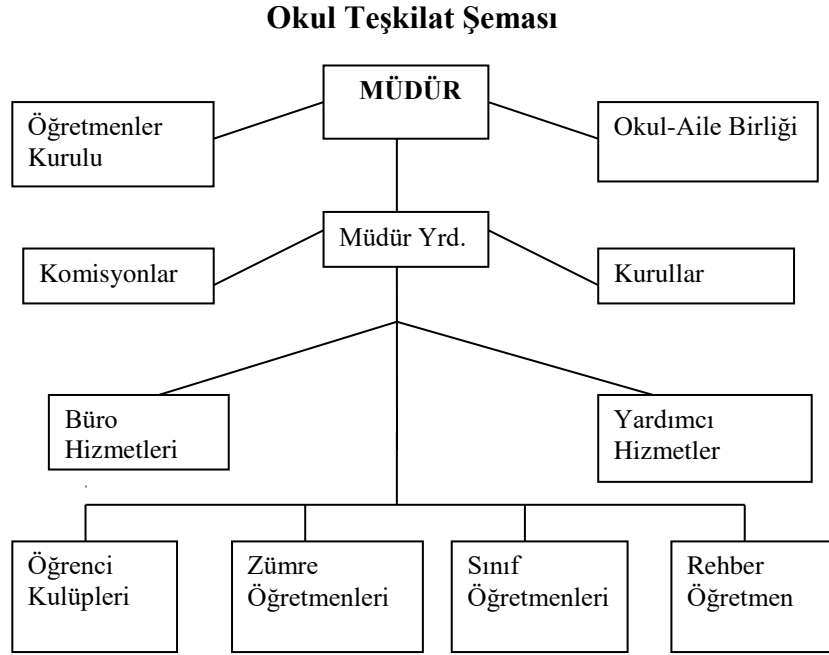 Okul Teşkilat Şeması
MÜDÜR
Öğretmenler
Kurulu
Okul-Aile Birliği
Müdür Yrd.
Komisyonlar
Kurullar
Büro
Hizmetleri
Yardımcı
Hizmetler
Öğrenci
Kulüpleri
Zümre
Öğretmenleri
Sınıf
Öğretmenleri
Rehber
Öğretmen